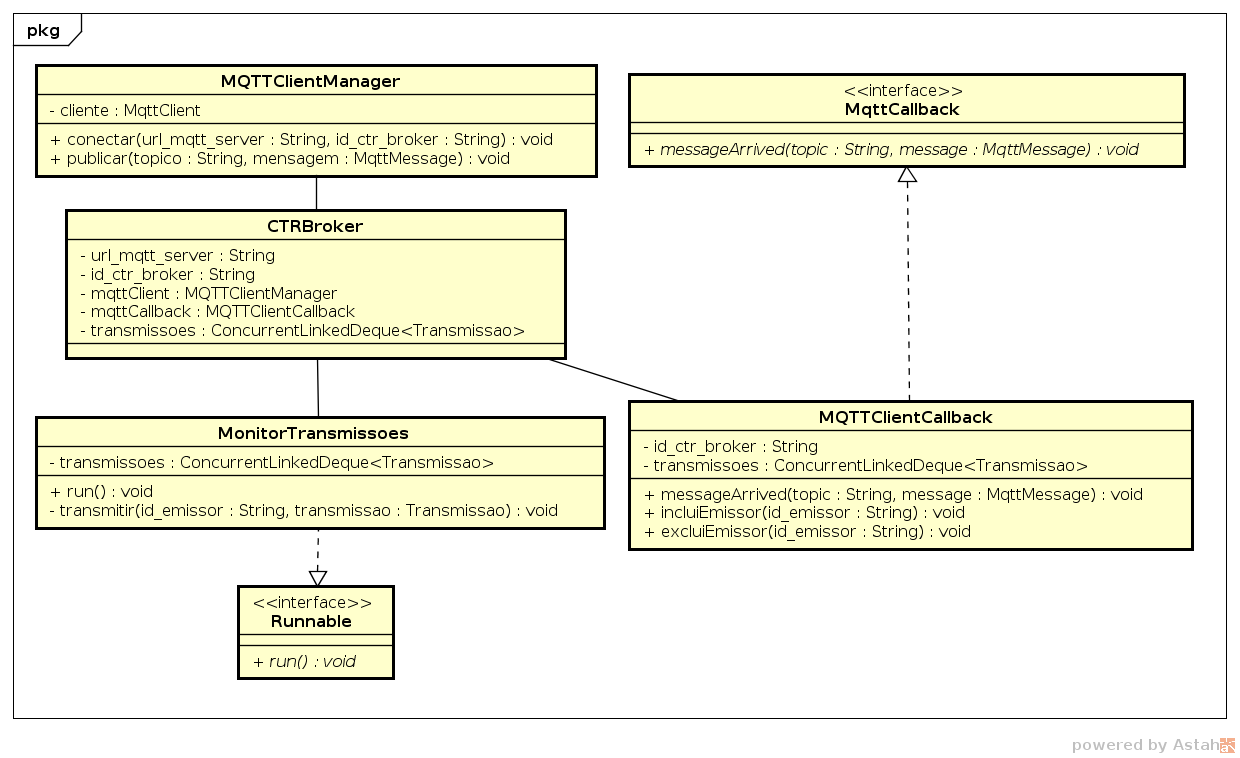 pkg
MQTTClientManager
- cliente : MqttClient
+ conectar(url_mqtt_server : String, id_ctr_broker : String) : void
+ publicar(topico : String, mensagem : MqttMessage) : void
<<interface>>
MqttCallback
+ messageArrived(topic : String, message : MqttMessage) : void
CTRBroker
- url_mqtt_server : String
- id_ctr_broker : String
- mqttClient : MQTTClientManager
- mqttCallback : MQTTClientCallback
- transmissoes : ConcurrentLinkedDeque<Transmissao>
MonitorTransmissoes
- transmissoes : ConcurrentLinkedDeque<Transmissao>
+ run() : void
- transmitir(id_emissor : String, transmissao : Transmissao) : void
MQTTClientCallback
- id_ctr_broker : String
- transmissoes : ConcurrentLinkedDeque<Transmissao>
+ messageArrived(topic : String, message : MqttMessage) : void
+ incluiEmissor(id_emissor : String) : void
+ excluiEmissor(id_emissor : String) : void
<<interface>>
Runnable
+ run() : void
powered by Astah